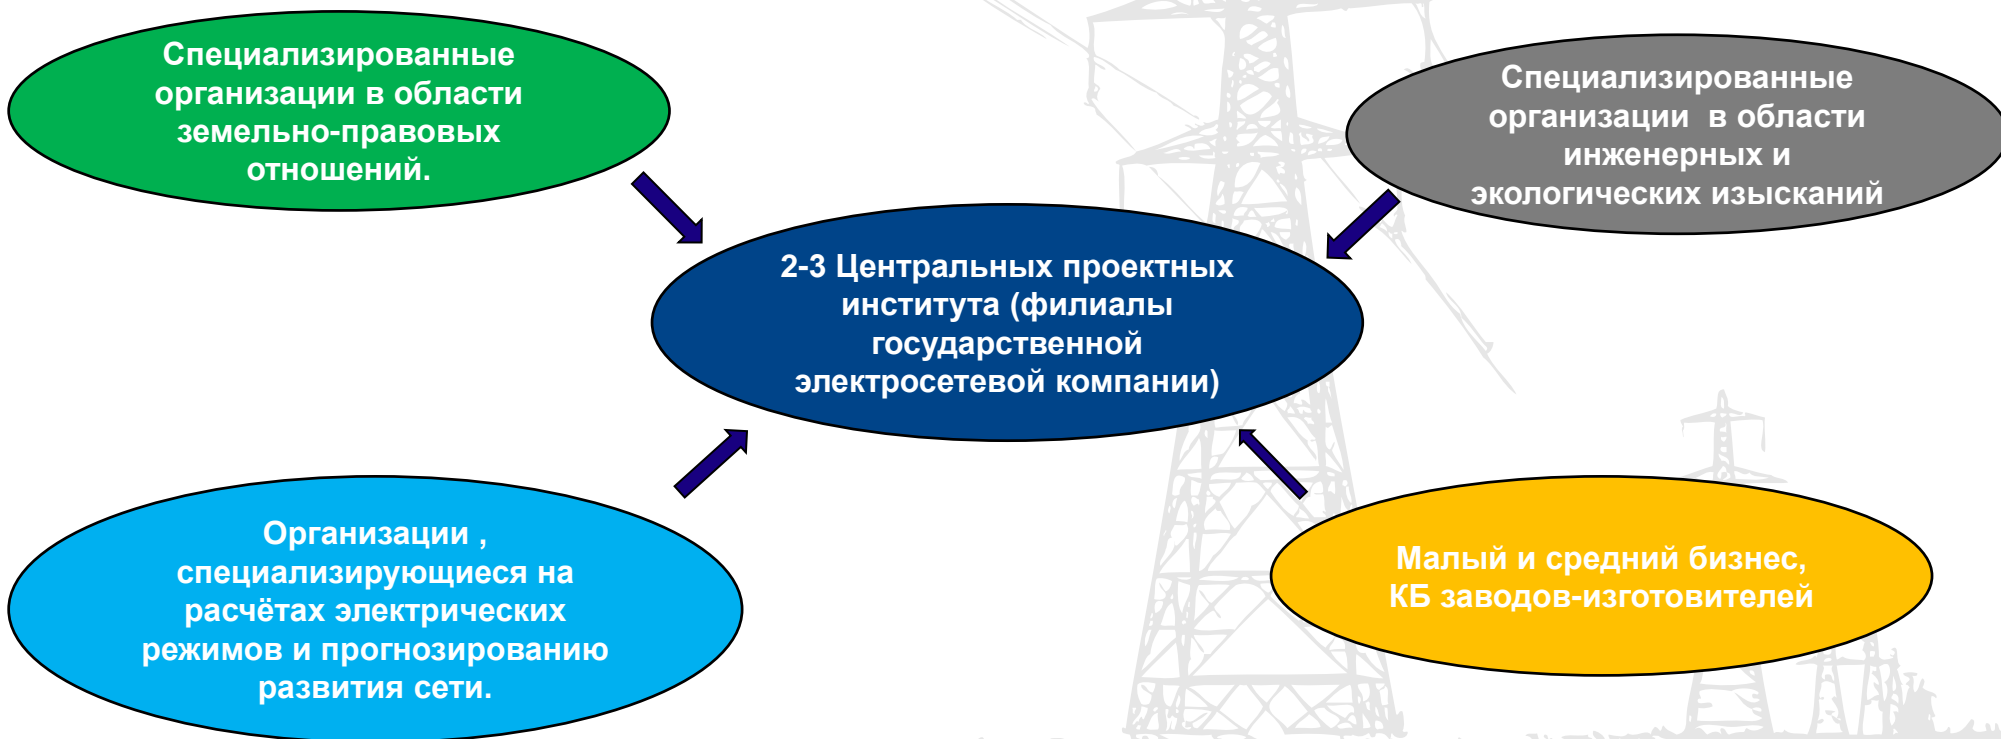 Специализированные
организации в области
земельно-правовых
отношений.
Специализированные
организации  в области
инженерных и
экологических изысканий
2-3 Центральных проектных
института (филиалы
государственной
электросетевой компании)
Организации ,
специализирующиеся на
расчётах электрических
режимов и прогнозированию
развития сети.
Малый и средний бизнес,
КБ заводов-изготовителей